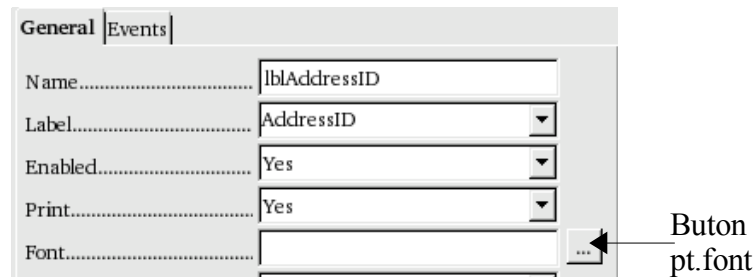 General Events
Name................................... lblAddressID
Label.................................... AddressID
Enabled............................... Yes
Print..................................... Yes
Font...................................... ...
Buton
pt.font